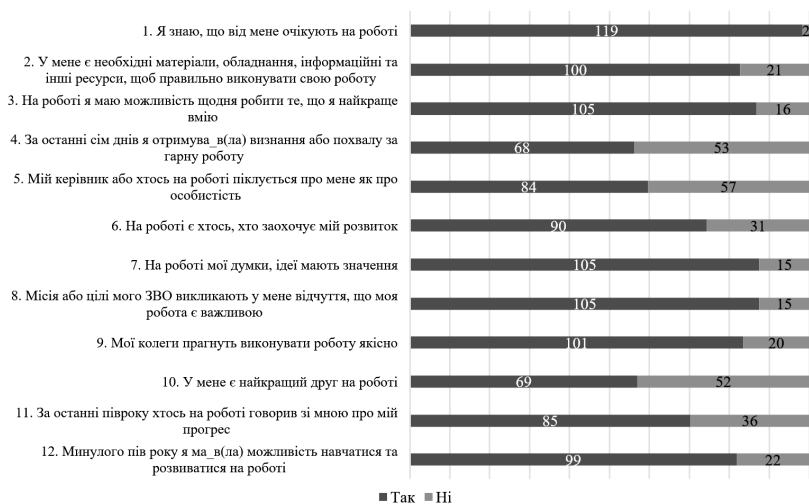 1. Я знаю, що від мене очікують на роботі
119
2
2. У мене є необхідні матеріали, обладнання, інформаційні та
інші ресурси, щоб правильно виконувати свою роботу
100
21
3. На роботі я маю можливість щодня робити те, що я найкраще
вмію
105
16
4. За останні сім днів я отримува_в(ла) визнання або похвалу за
гарну роботу
68
53
5. Мій керівник або хтось на роботі піклується про мене як про
особистість
84
57
6. На роботі є хтось, хто заохочує мій розвиток
90
31
7. На роботі мої думки, ідеї мають значення
105
15
8. Місія або цілі мого ЗВО викликають у мене відчуття, що моя
робота є важливою
105
15
9. Мої колеги прагнуть виконувати роботу якісно
101
20
10. У мене є найкращий друг на роботі
69
52
11. За останні півроку хтось на роботі говорив зі мною про мій
прогрес
85
36
12. Минулого пів року я ма_в(ла) можливість навчатися та
розвиватися на роботі
99
22
Так Ні